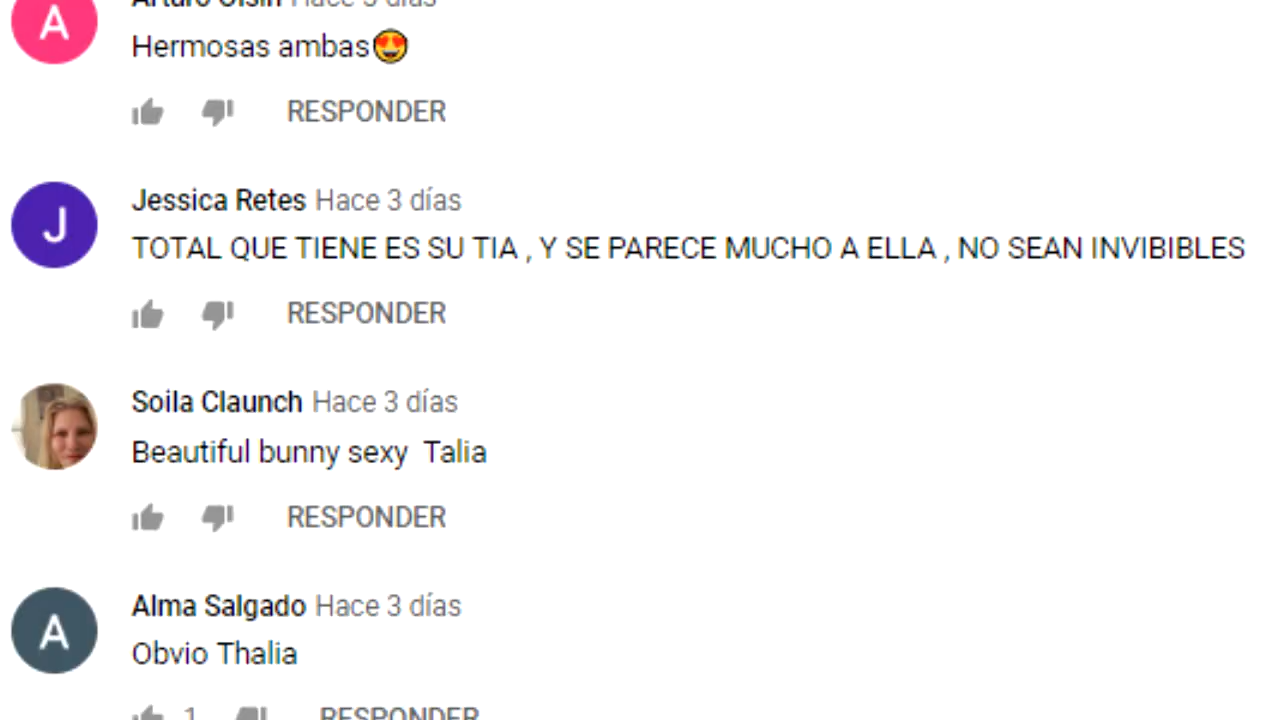 A
Hace 3 días
Hermosas ambas😍
RESPONDER
J
Jessica Retes Hace 3 días
TOTAL QUE TIENE ES SU TIA , Y SE PARECE MUCHO A ELLA , NO SEAN INVIBIBLES
RESPONDER
Soila Claunch Hace 3 días
Beautiful bunny sexy  Talia
RESPONDER
A
Alma Salgado Hace 3 días
Obvio Thalia
1 RESPONDER